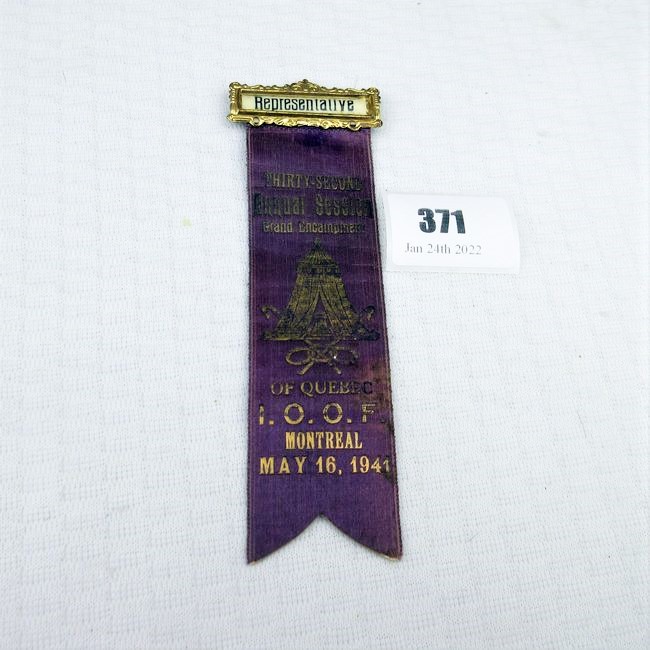 Representative
THIRTY-SECOND
Annual Session
Grand Encampment
OF QUEBEC
I.O.O.F.
MONTREAL
MAY 16, 1941
371
Jan 24th 2022